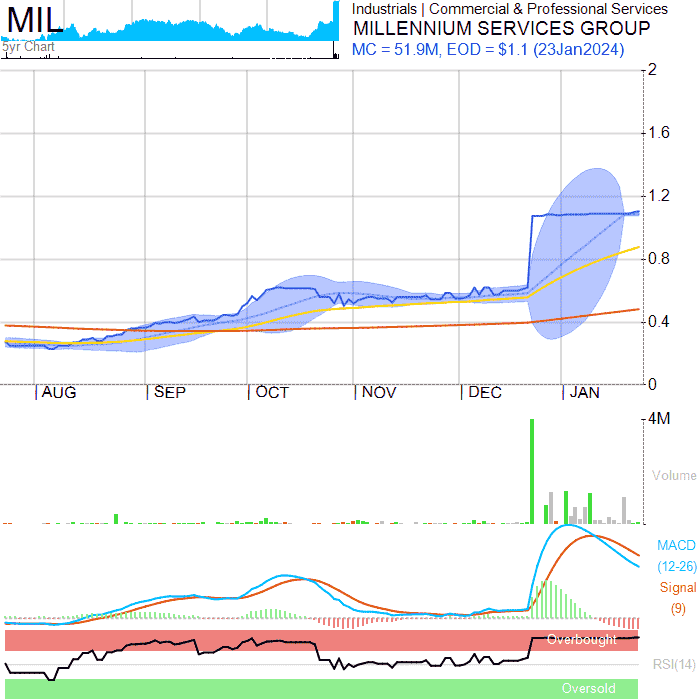 MIL
5yr Chart
Industrials | Commercial & Professional Services
MILLENNIUM SERVICES GROUP
MC = 51.9M, EOD = $1.1 (23Jan2024)
2
1.6
1.2
0.8
0.4
0
AUG SEP OCT NOV DEC JAN
4M
Volume
MACD
(12-26)
Signal
(9)
Overbought
RSI(14)
Oversold